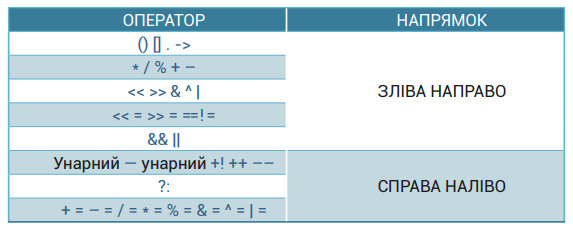 ОПЕРАТОР НАПРЯМОК
() [] . ->
* / % + −
<< >> & ^ |
<< = >> = ==!=
&& ||
ЗЛІВА НАПРАВО
Унарний − унарний +! ++ −−
?:
+ = − = / = * = % = & = ^ = | =
СПРАВА НАЛІВО